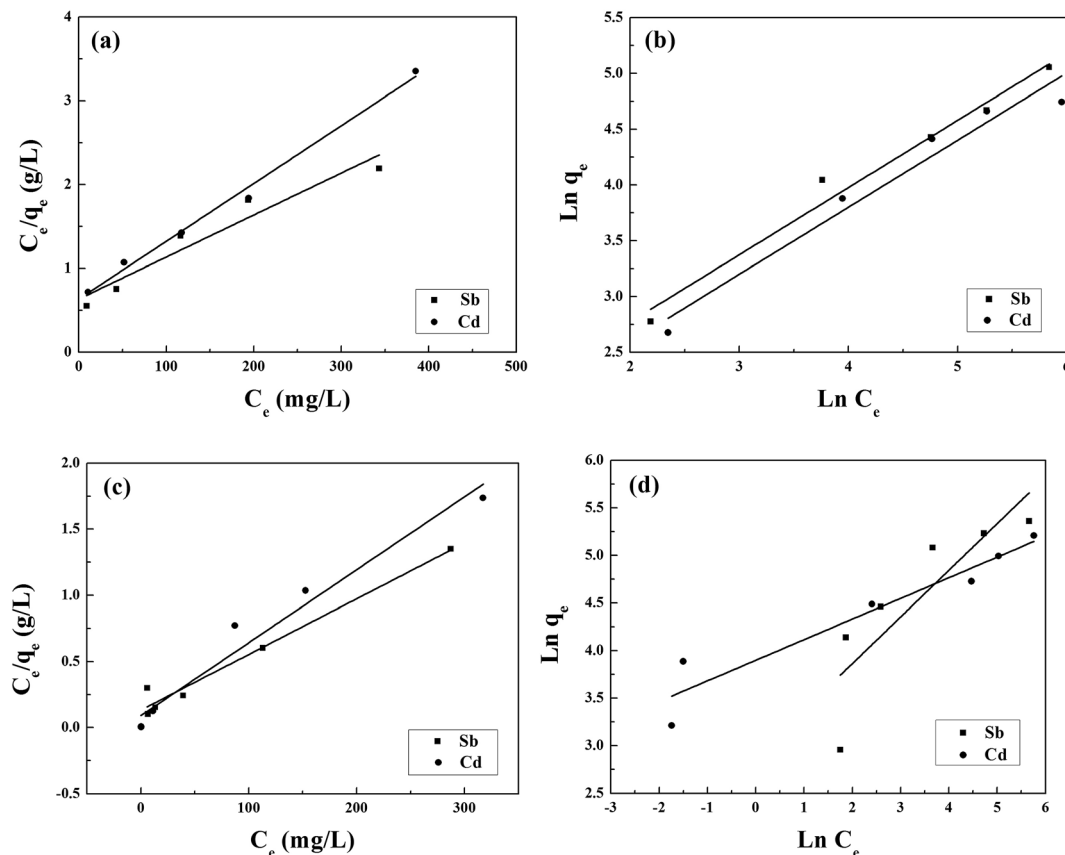 (a)
4
3
2
1
0
C_e/q_e (g/L)
0 100 200 300 400 500
C_e (mg/L)
Sb
Cd
(b)
5.0
4.5
4.0
3.5
3.0
2.5
Ln q_e
2 3 4 5 6
Ln C_e
Sb
Cd
(c)
2.0
1.5
1.0
0.5
0.0
-0.5
C_e/q_e (g/L)
0 100 200 300
C_e (mg/L)
Sb
Cd
(d)
6.0
5.5
5.0
4.5
4.0
3.5
3.0
2.5
Ln q_e
-3 -2 -1 0 1 2 3 4 5 6
Ln C_e
Sb
Cd